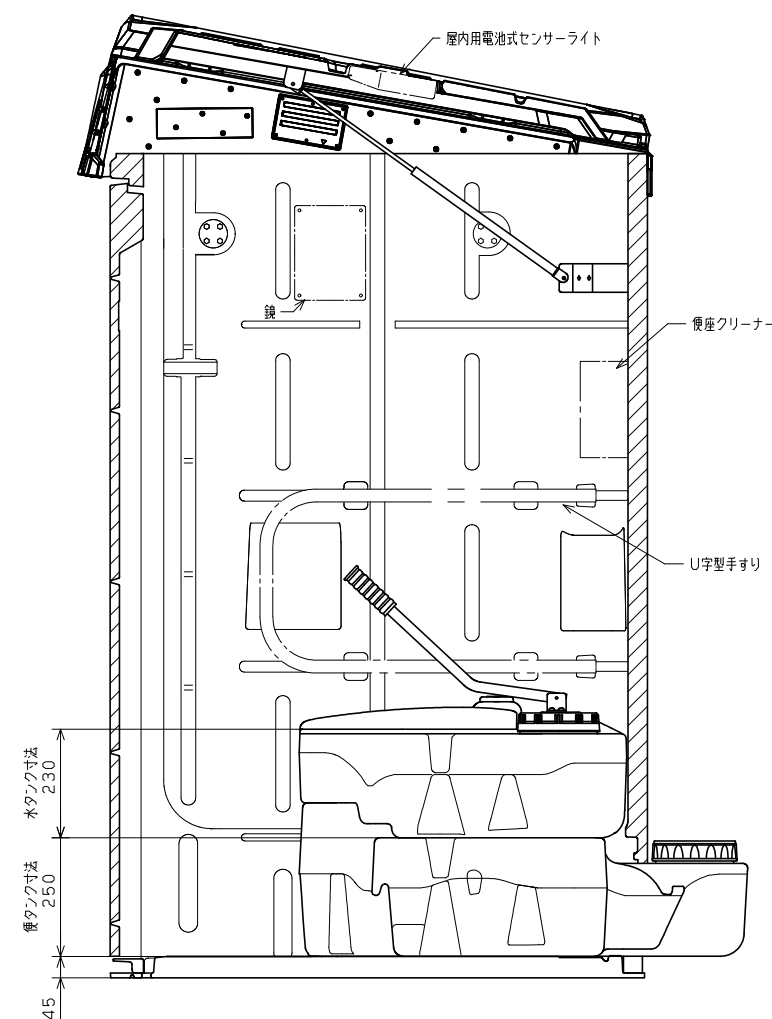 屋内用電池式センサーライト
鏡
便座クリーナー
U字型手すり
水タンク寸法
230
便タンク寸法
250
45